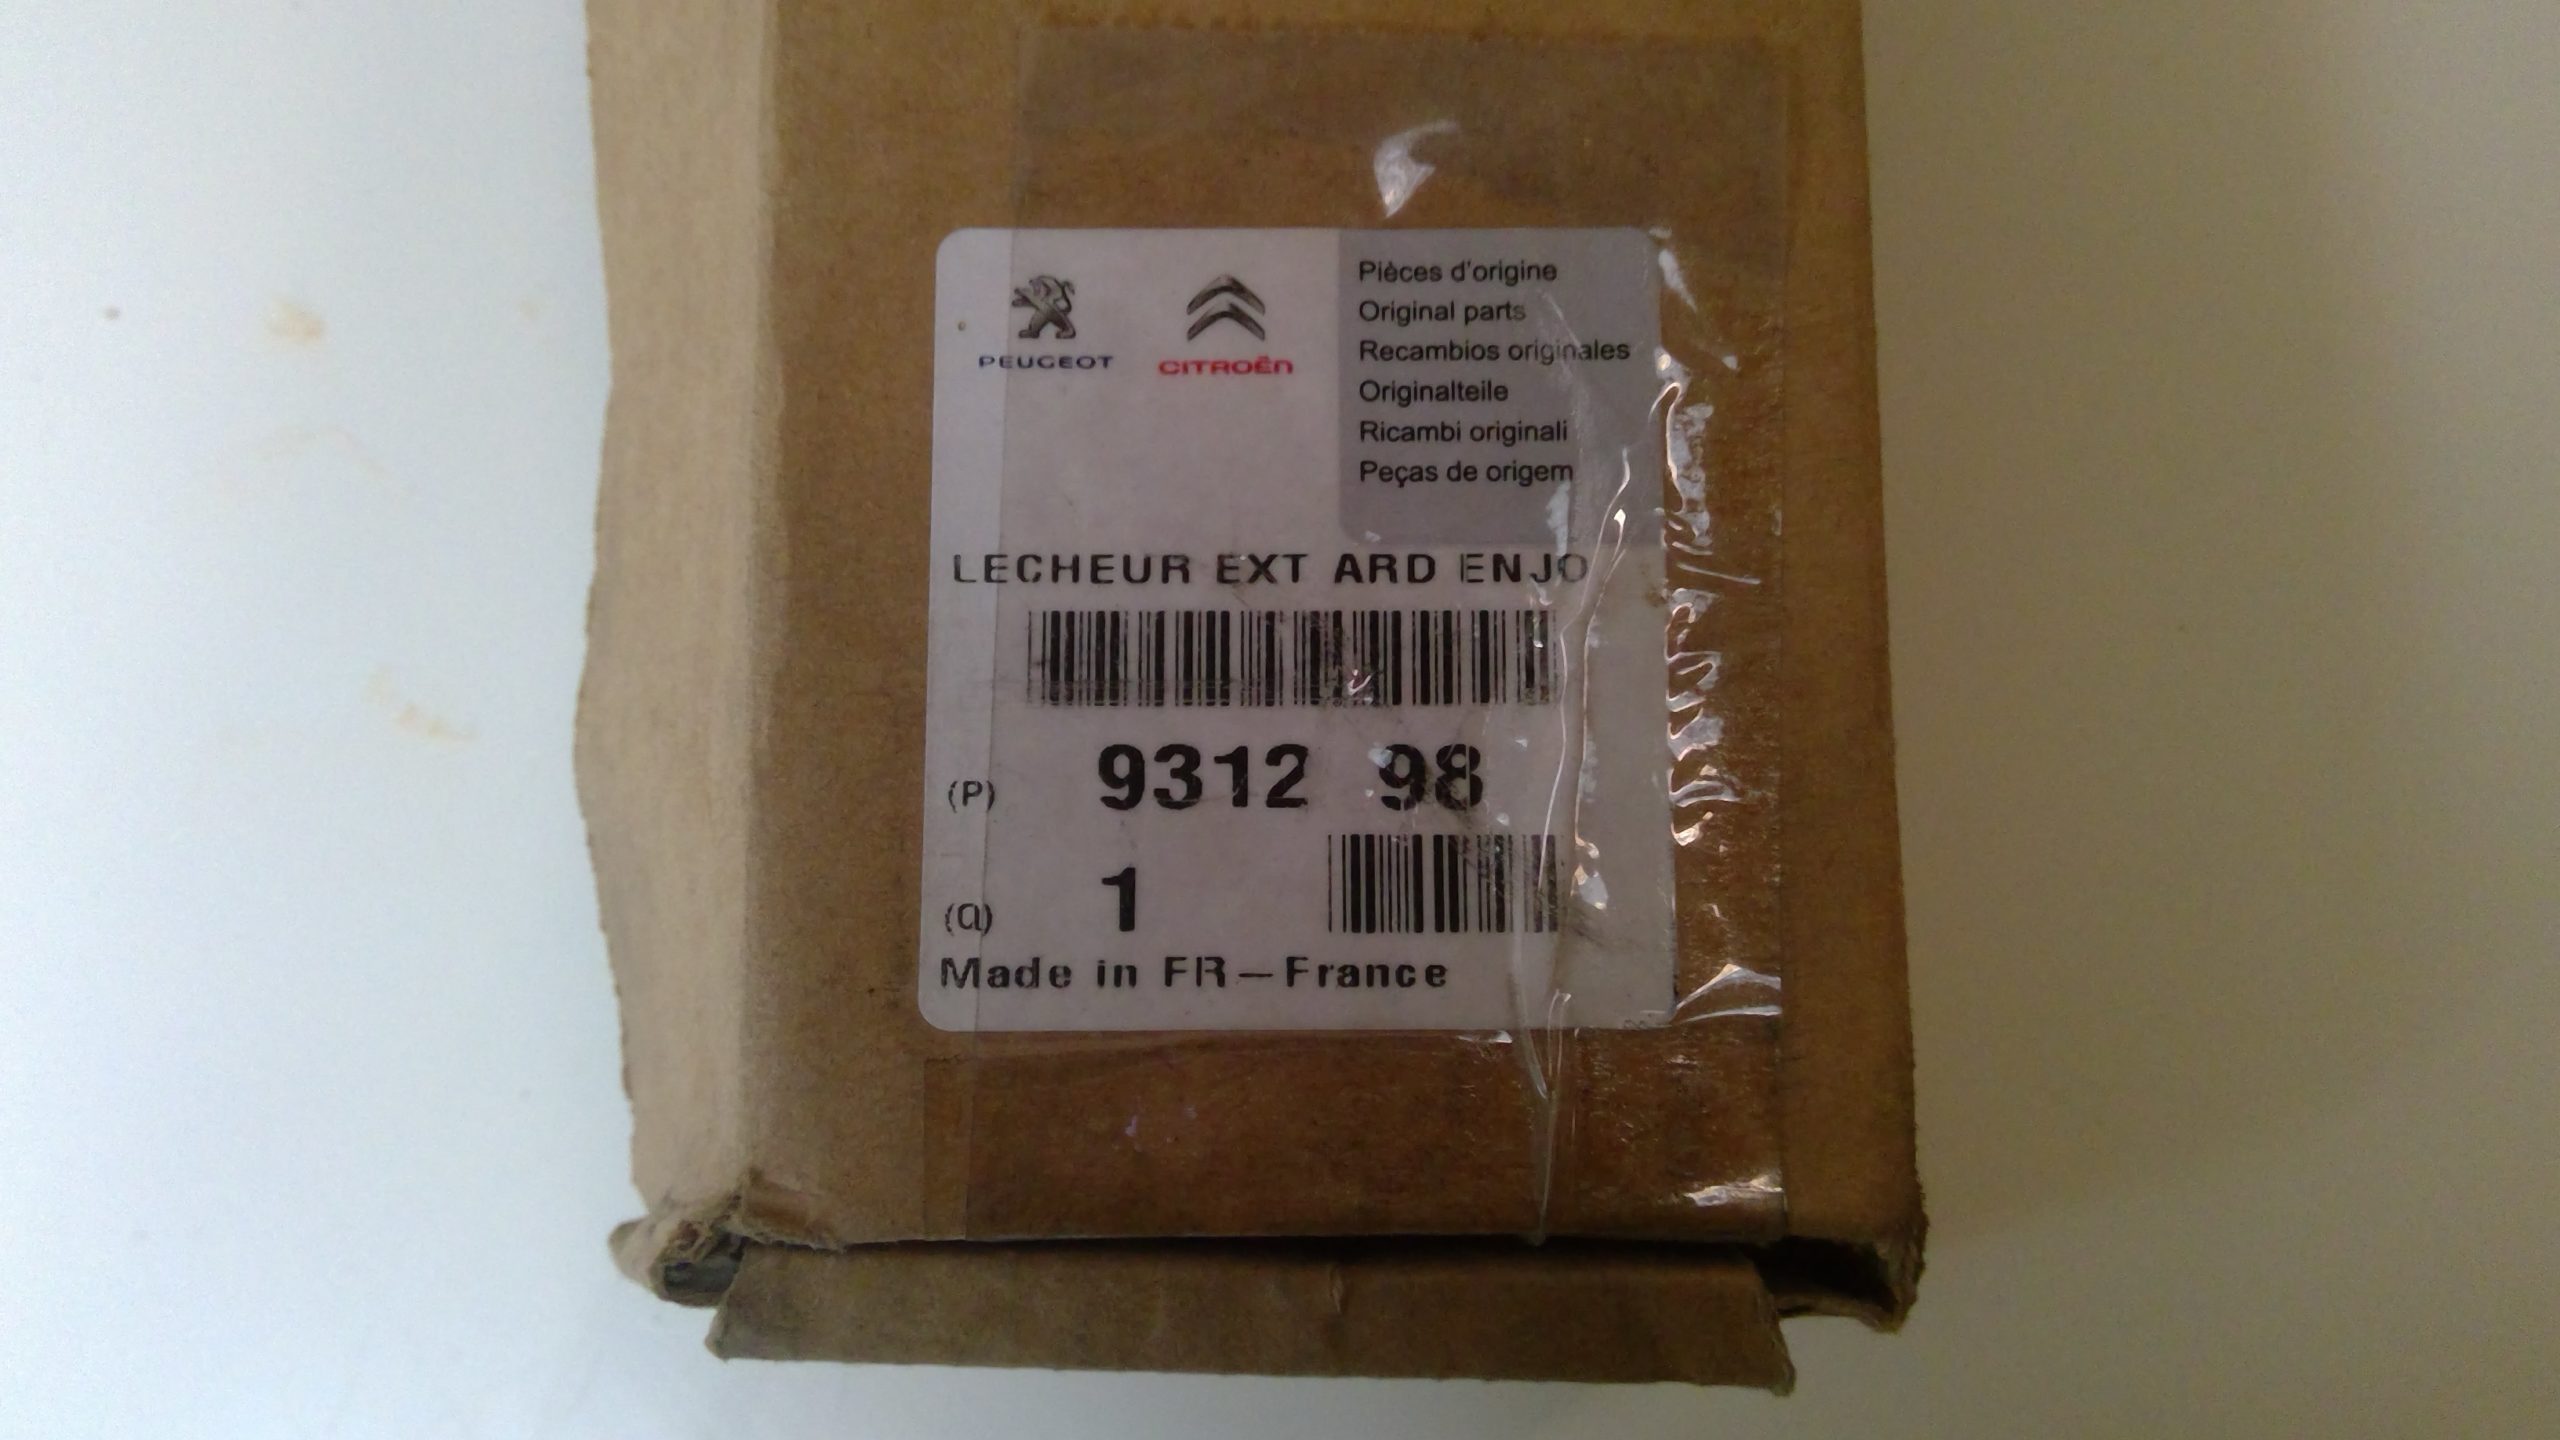 PEUGEOT
CITROËN
Pièces d'origine
Original parts
Recambios originales
Originalteile
Ricambi originali
Peças de origem
LECHEUR EXT ARD ENJO
(P) 9312 98
(Q) 1
Made in FR-France